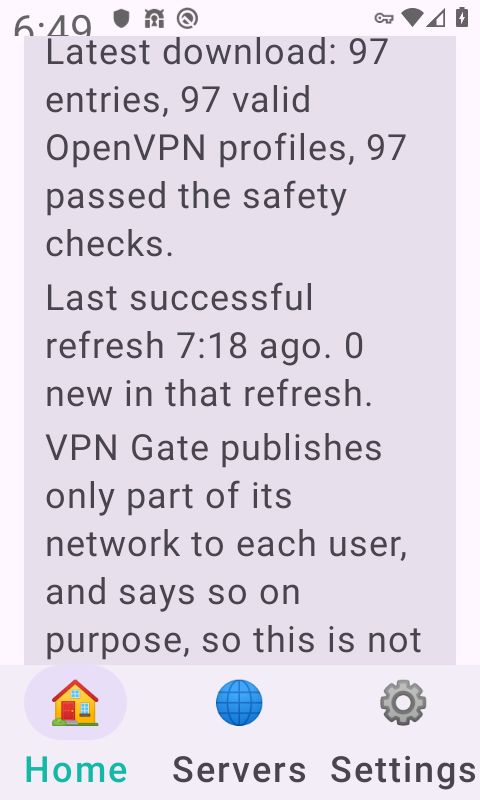 6:49
Latest download: 97
entries, 97 valid
OpenVPN profiles, 97
passed the safety
checks.
Last successful
refresh 7:18 ago. 0
new in that refresh.
VPN Gate publishes
only part of its
network to each user,
and says so on
purpose, so this is not
Home Servers Settings